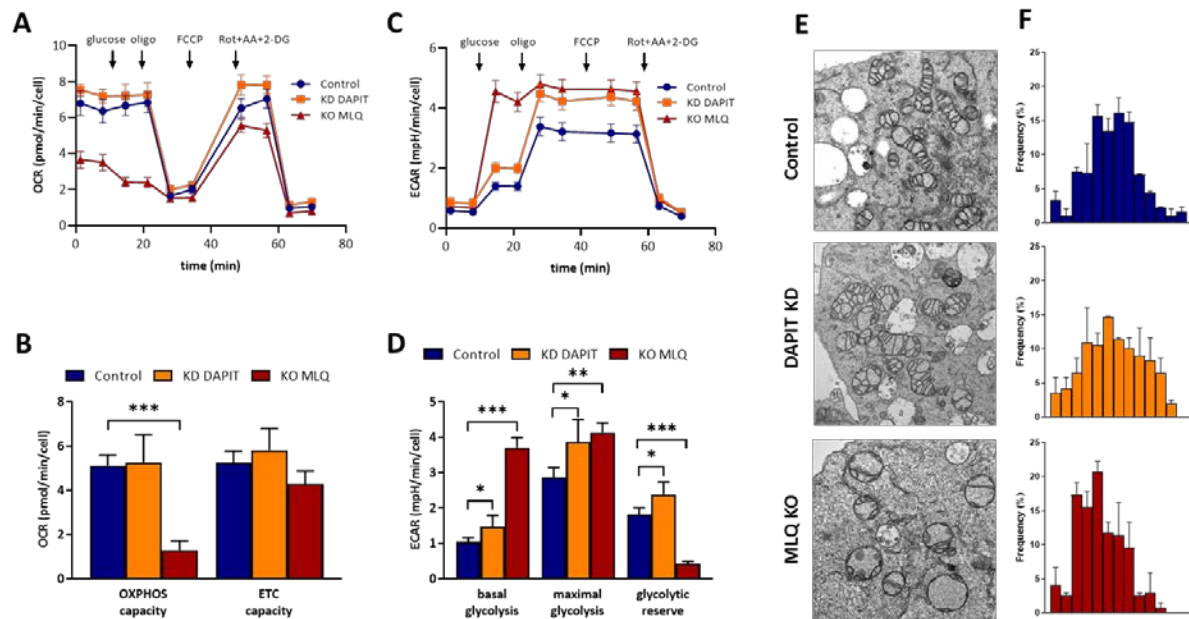 A
glucose oligo FCCP Rot+AA+2-DG
8
7
6
5
4
3
2
1
0
OCR (pmol/min/cell)
Control
KD DAPIT
KO MLQ
0 20 40 60 80
time (min)
C
glucose oligo FCCP Rot+AA+2-DG
6
4
2
0
ECAR (mpH/min/cell)
Control
KD DAPIT
KO MLQ
0 20 40 60 80
time (min)
B
Control KD DAPIT KO MLQ
***
8
6
4
2
0
OCR (pmol/min/cell)
OXPHOS capacity
ETC capacity
D
Control KD DAPIT KO MLQ
* *** * ** * ***
5
4
3
2
1
0
ECAR (mpH/min/cell)
basal glycolysis
maximal glycolysis
glycolytic reserve
E
Control
DAPIT KD
MLQ KO
F
Frequency (%)
25
20
15
10
5
0
Frequency (%)
25
20
15
10
5
0
Frequency (%)
25
20
15
10
5
0